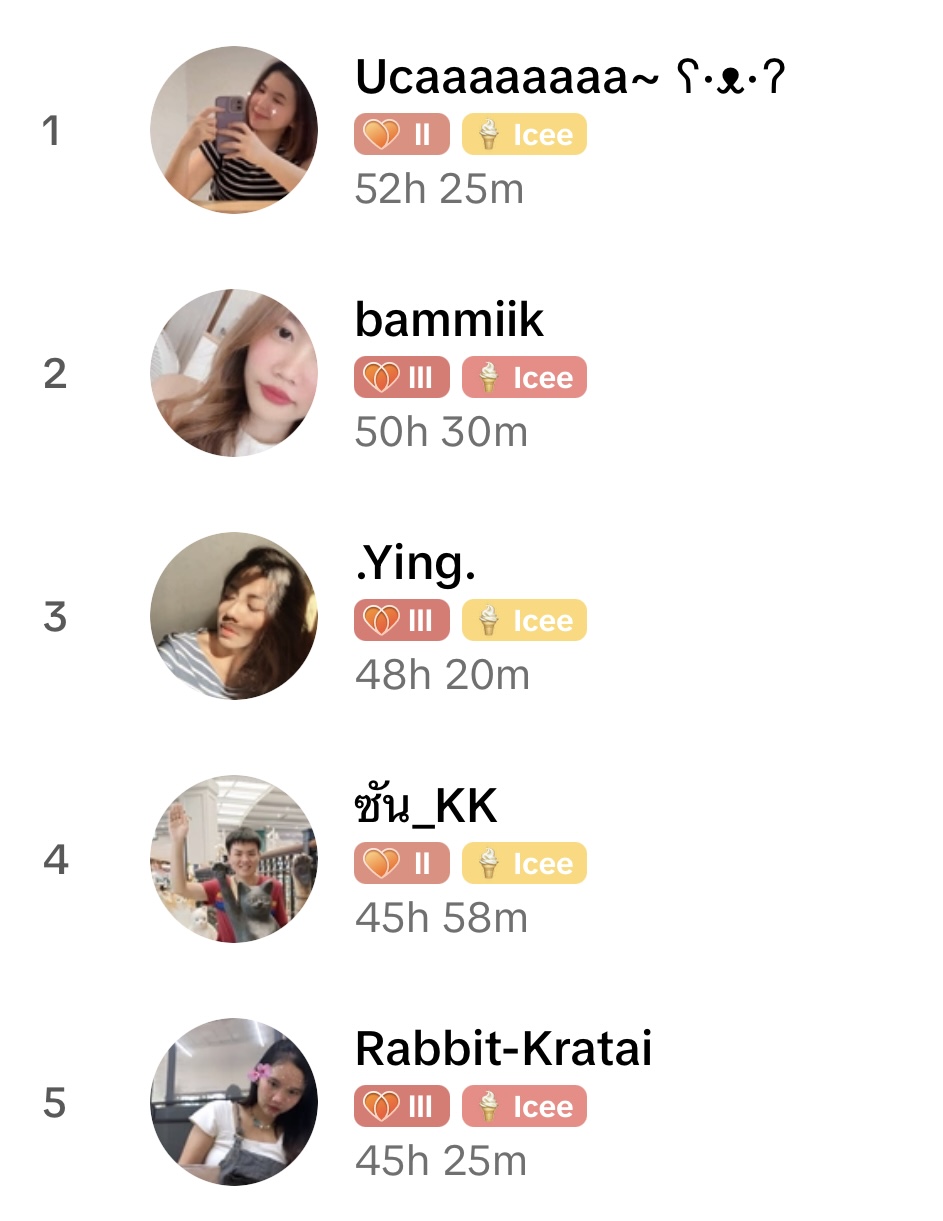 1
Ucaaaaaaaa~ ʕ·ᴥ·ʔ
II Icee
52h 25m
2
bammiik
III Icee
50h 30m
3
.Ying.
III Icee
48h 20m
4
ซัน_KK
II Icee
45h 58m
5
Rabbit-Kratai
III Icee
45h 25m